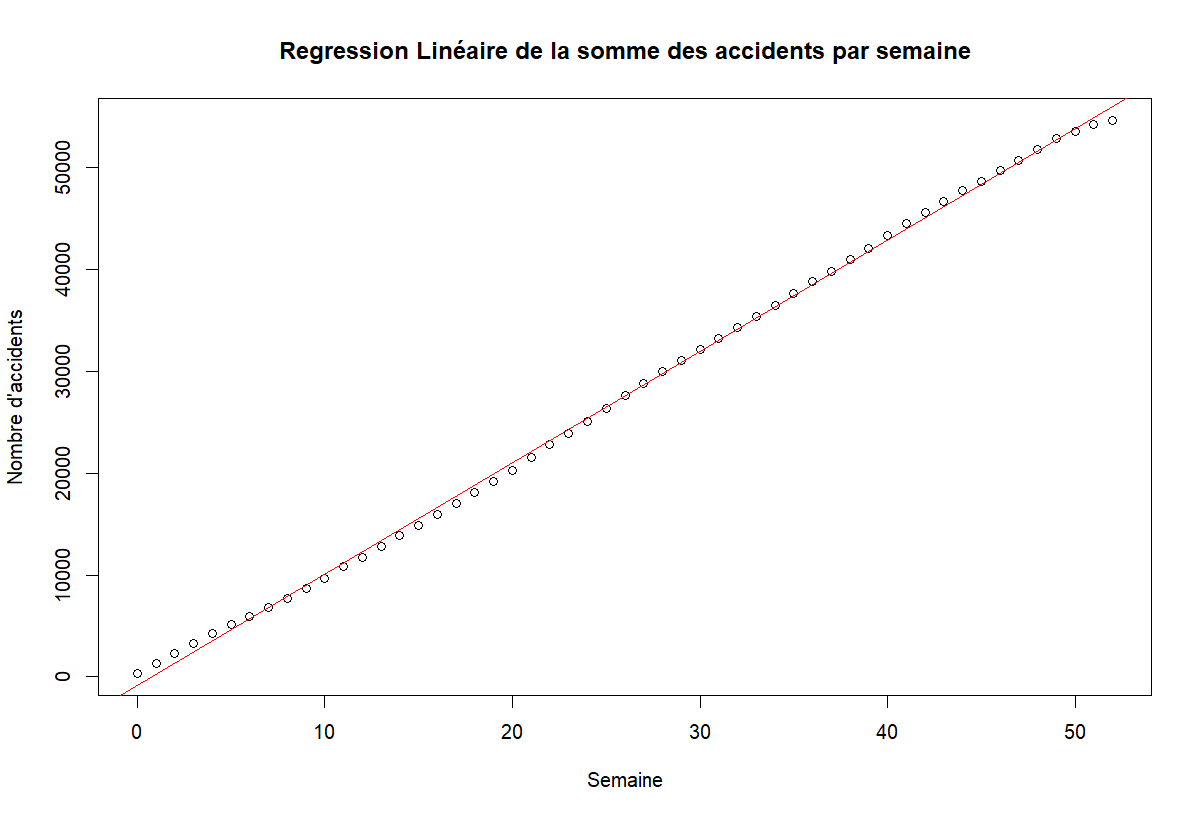 Regression Linéaire de la somme des accidents par semaine
Nombre d'accidents
50000
40000
30000
20000
10000
0
0 10 20 30 40 50
Semaine